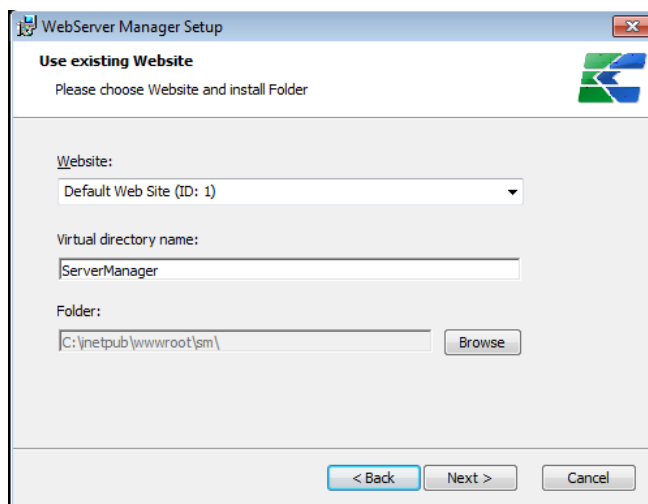 WebServer Manager Setup
Use existing Website
Please choose Website and install Folder
Website:
Default Web Site (ID: 1)
Virtual directory name:
ServerManager
Folder:
C:\inetpub\wwwroot\sm\
Browse
< Back
Next >
Cancel